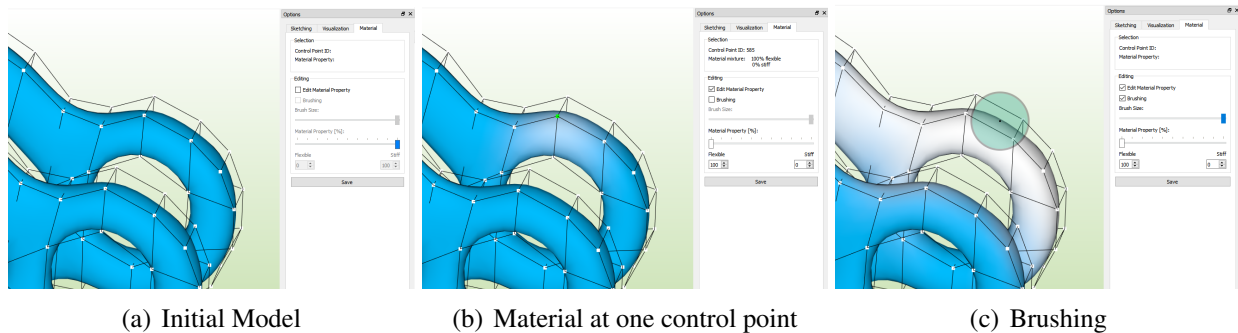 Options
Sketching Visualization Material
Selection
Control Point ID:
Material Property:
Editing
Edit Material Property
Brushing
Brush Size:
Material Property [%]:
Flexible Stiff
0 100
Save
Options
Sketching Visualization Material
Selection
Control Point ID: 585
Material mixture: 100% flexible
0% stiff
Editing
Edit Material Property
Brushing
Brush Size:
Material Property [%]:
Flexible Stiff
100 0
Save
Options
Sketching Visualization Material
Selection
Control Point ID:
Material Property:
Editing
Edit Material Property
Brushing
Brush Size:
Material Property [%]:
Flexible Stiff
100 0
Save
(a) Initial Model
(b) Material at one control point
(c) Brushing